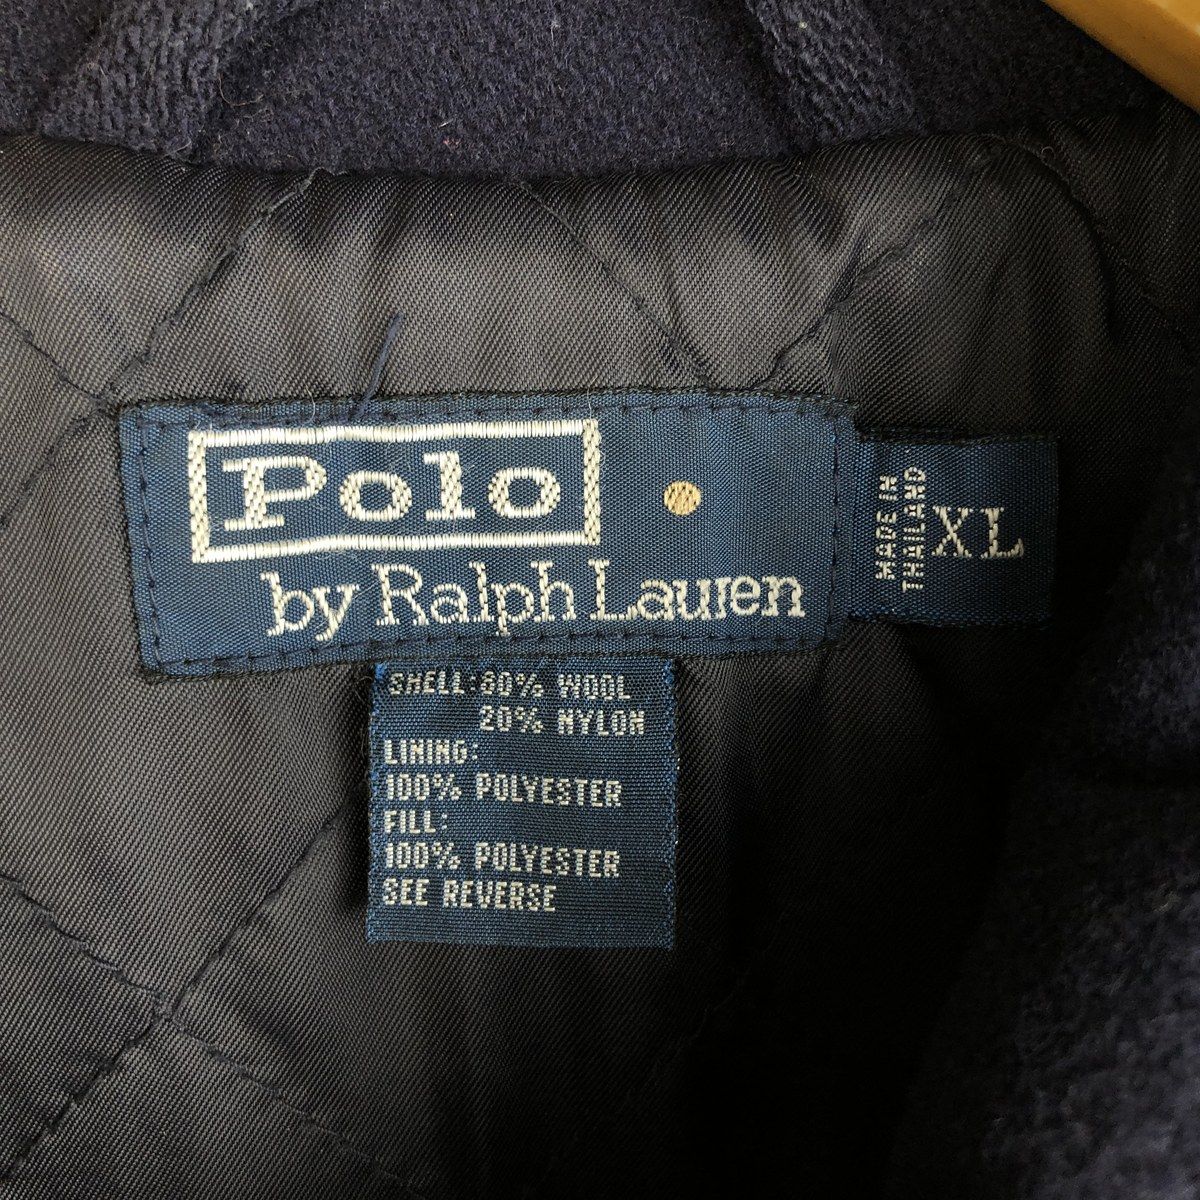 Polo
by Ralph Lauren
MADE IN
THAILAND
XL
SHELL: 80% WOOL
20% NYLON
LINING:
100% POLYESTER
FILL:
100% POLYESTER
SEE REVERSE